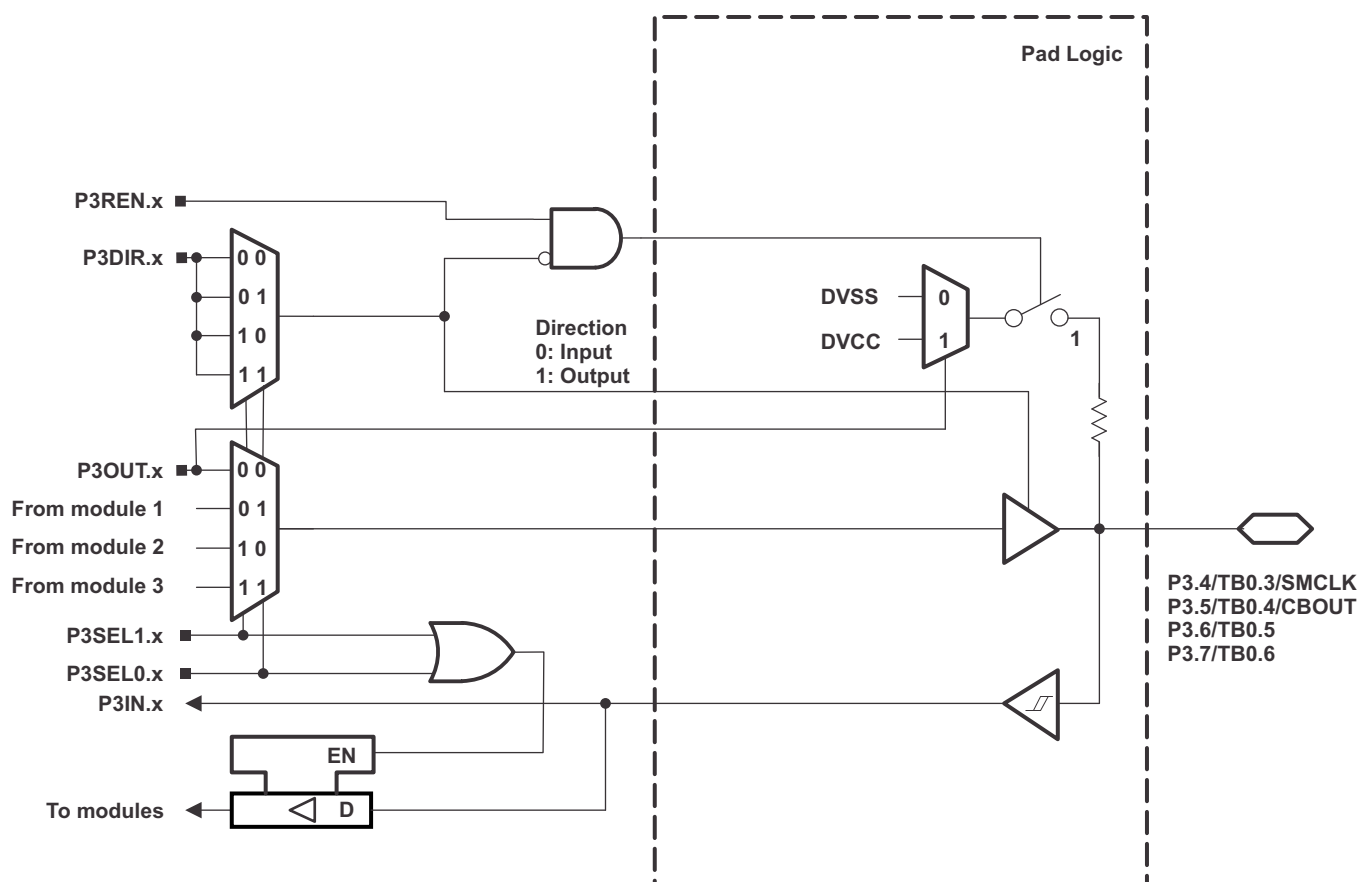 Pad Logic
P3REN.x
P3DIR.x
0 0
0 1
1 0
1 1
Direction
0: Input
1: Output
DVSS
DVCC
0
1
1
P3OUT.x
From module 1
From module 2
From module 3
0 0
0 1
1 0
1 1
P3.4/TB0.3/SMCLK
P3.5/TB0.4/CBOUT
P3.6/TB0.5
P3.7/TB0.6
P3SEL1.x
P3SEL0.x
P3IN.x
EN
To modules
D